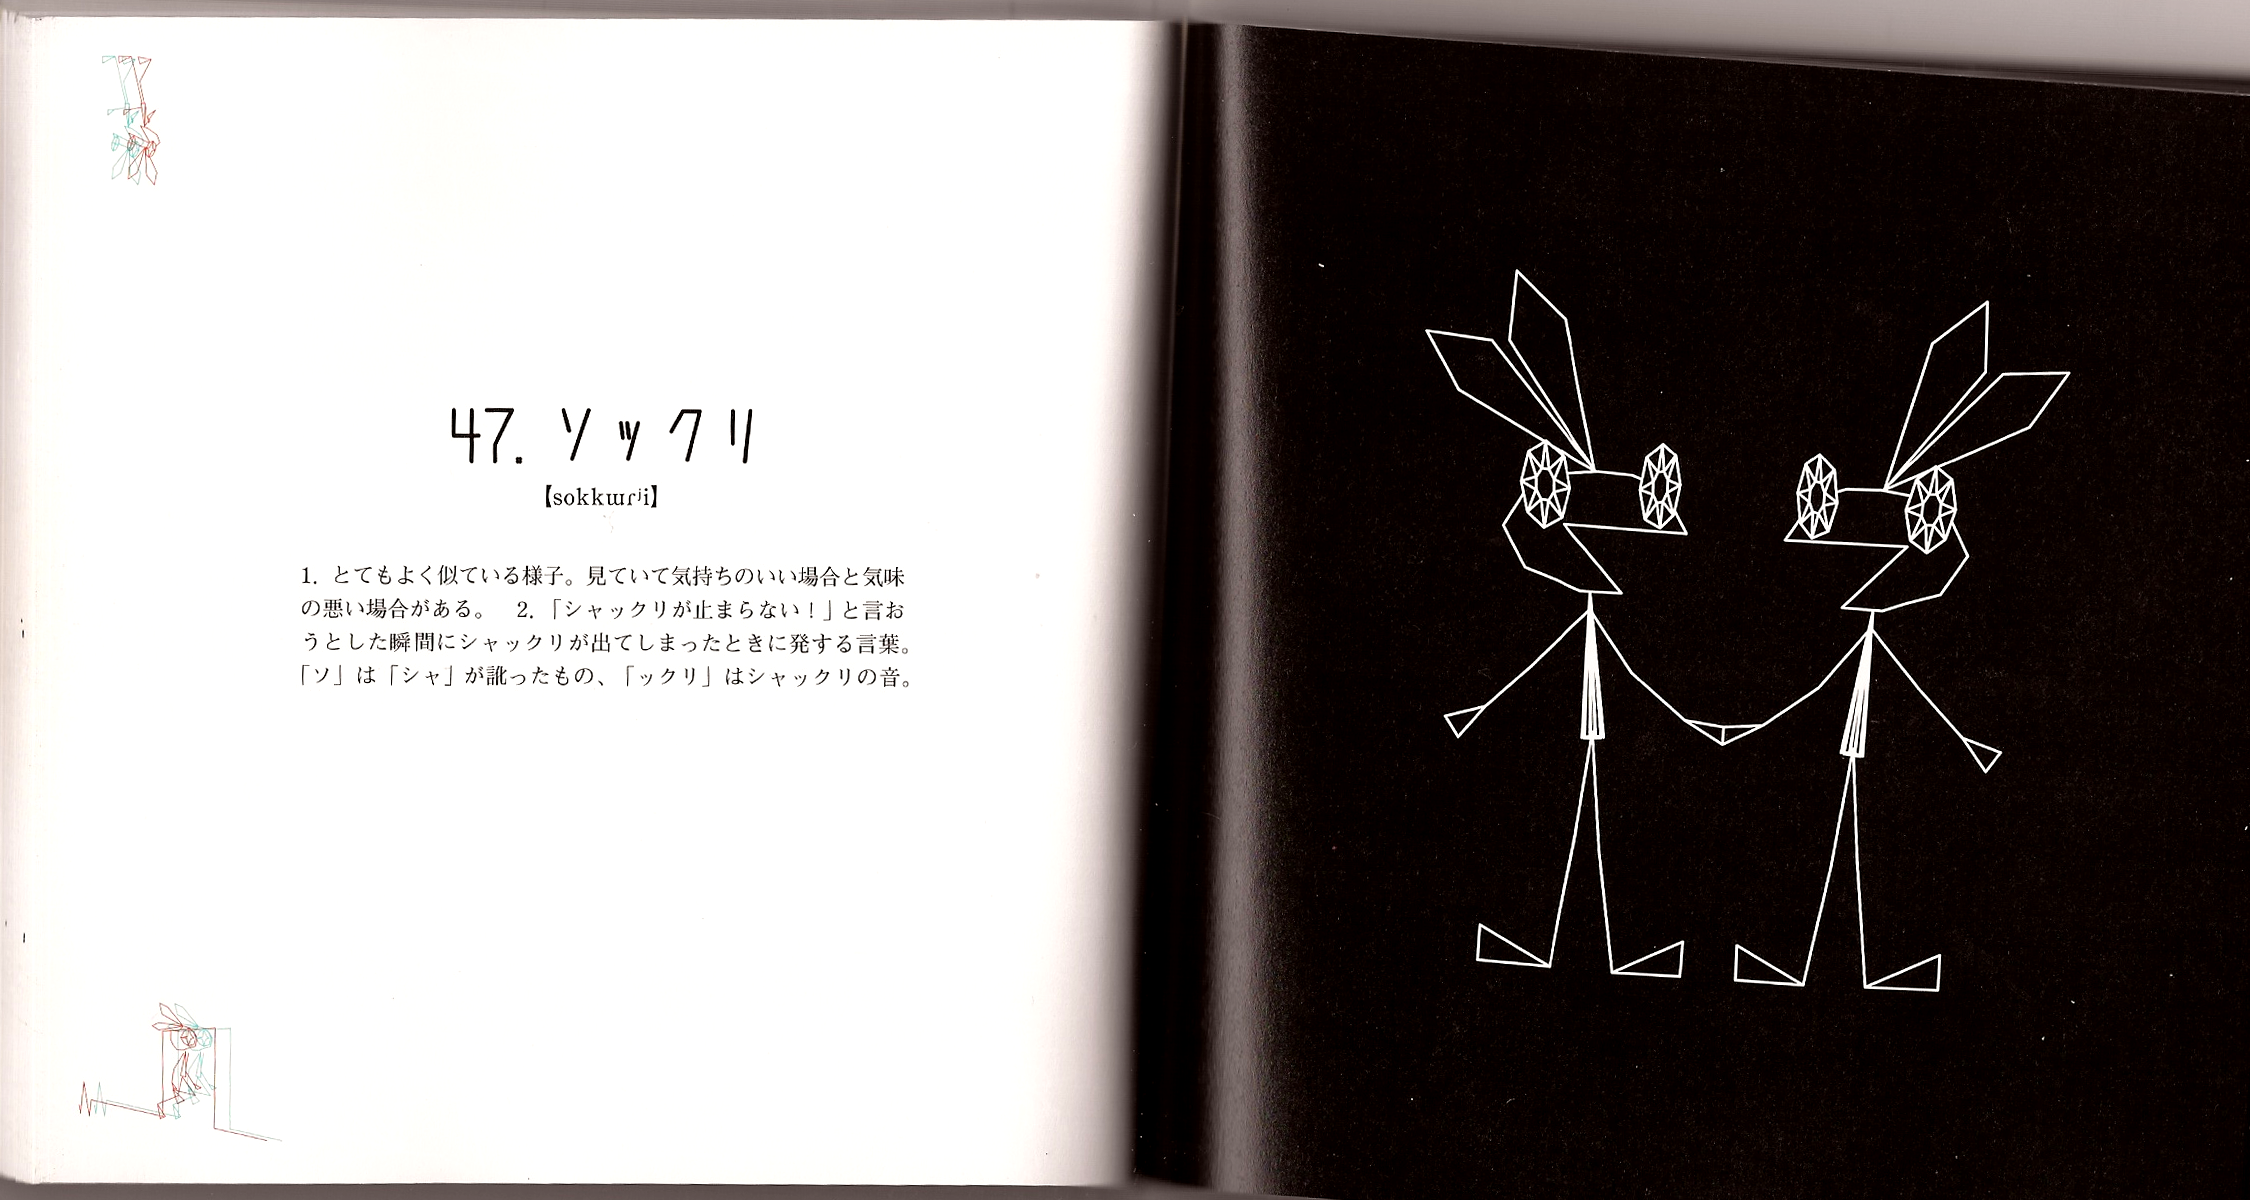 47. ソックリ
【sokkɯɾʲi】
1. とてもよく似ている様子。見ていて気持ちのいい場合と気味
の悪い場合がある。 2.「シャックリが止まらない！」と言お
うとした瞬間にシャックリが出てしまったときに発する言葉。
「ソ」は「シャ」が訛ったもの、「ックリ」はシャックリの音。